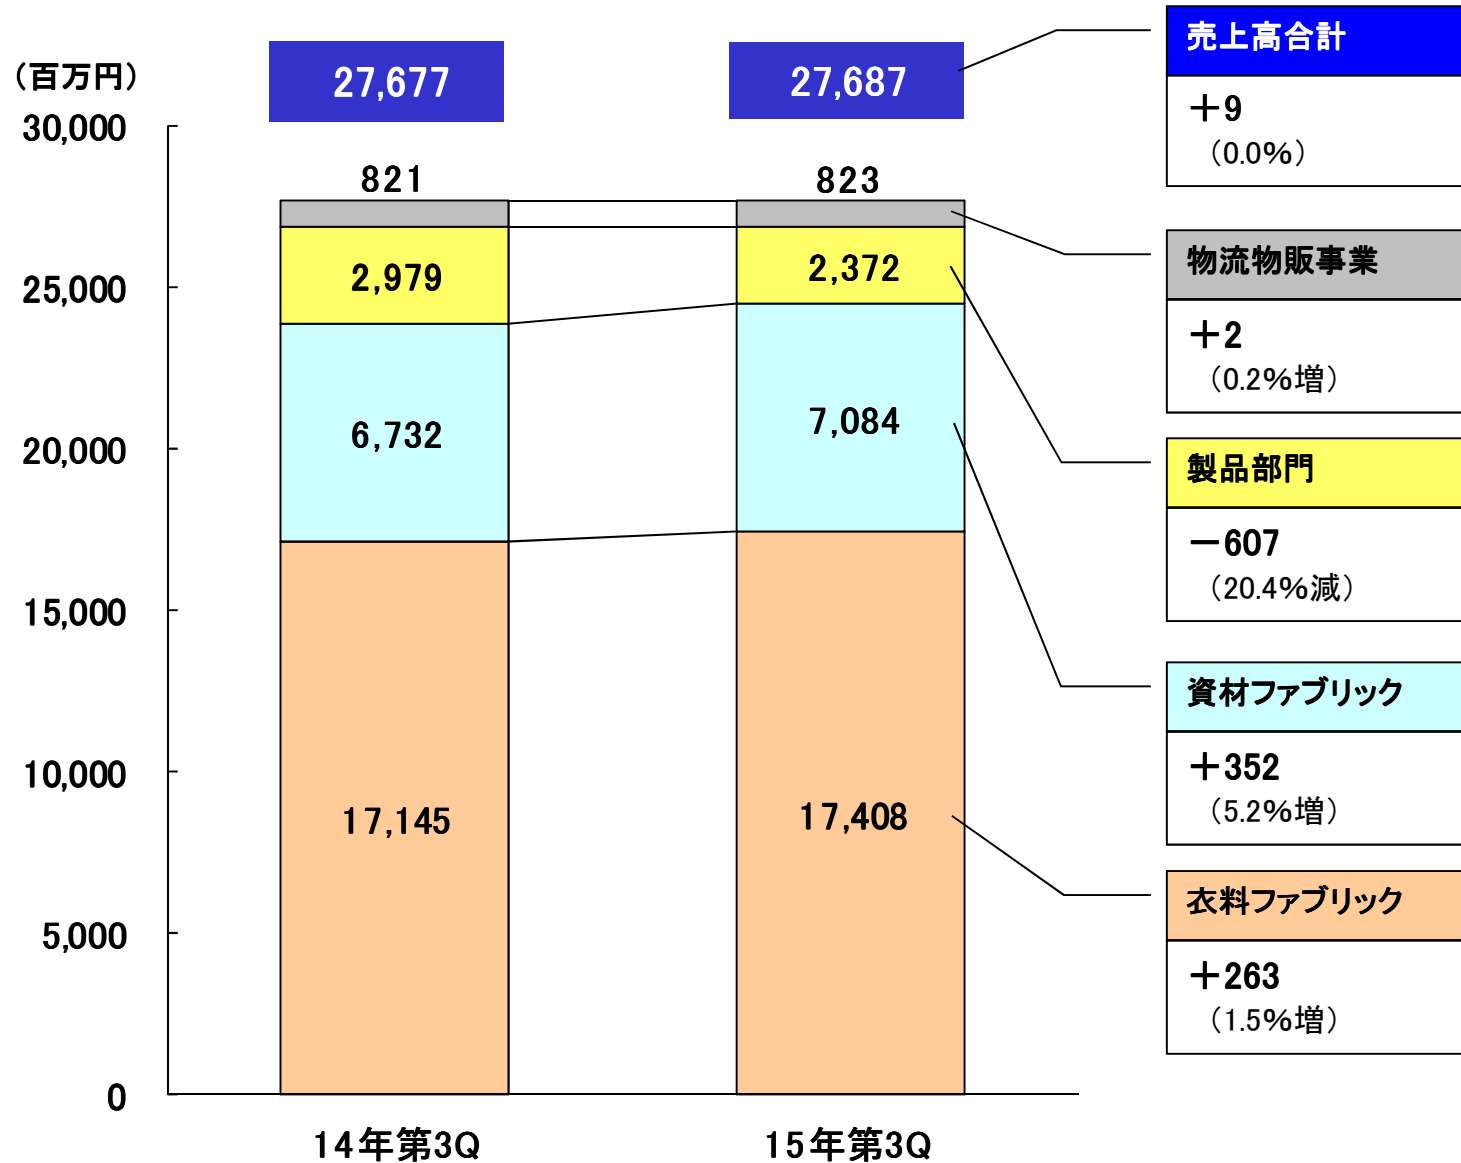 （百万円）
30,000
25,000
20,000
15,000
10,000
5,000
0
27,677
821
2,979
6,732
17,145
14年第3Q
27,687
823
2,372
7,084
17,408
15年第3Q
売上高合計
＋9
（0.0%）
物流物販事業
＋2
（0.2%増）
製品部門
－607
（20.4%減）
資材ファブリック
＋352
（5.2%増）
衣料ファブリック
＋263
（1.5%増）